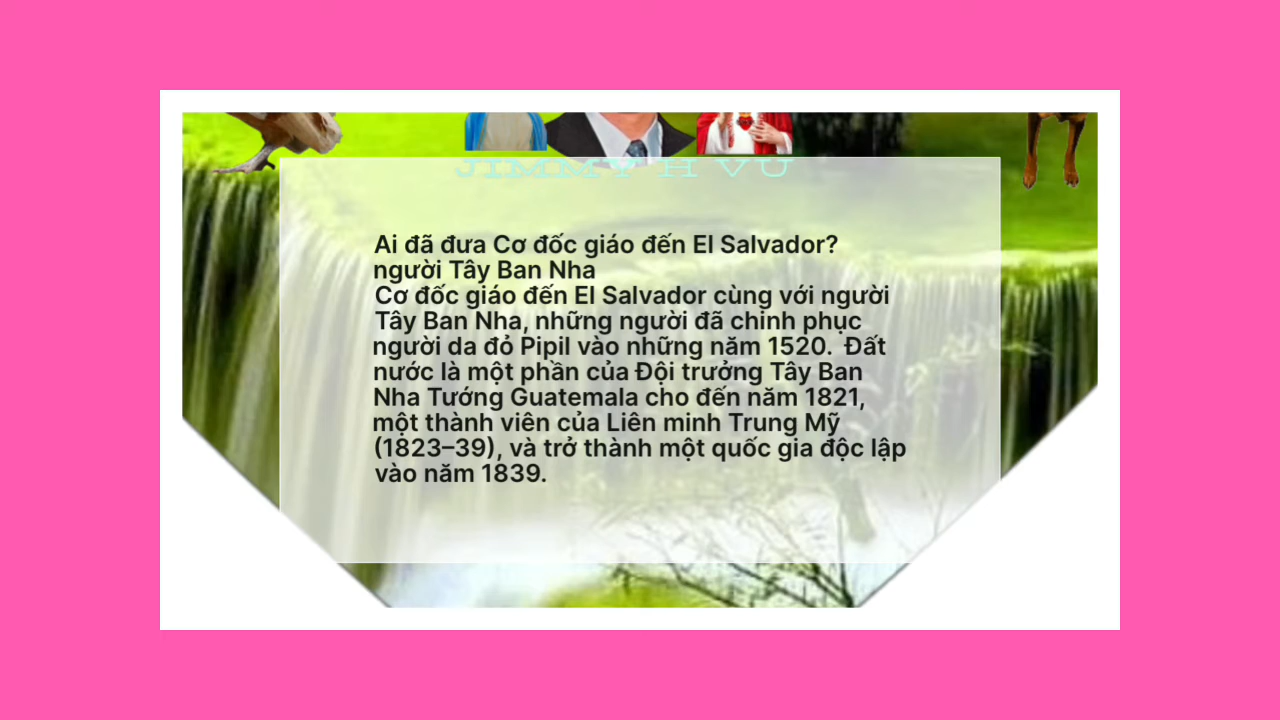 JIMMY H VU
Ai đã đưa Cơ đốc giáo đến El Salvador?
người Tây Ban Nha
Cơ đốc giáo đến El Salvador cùng với người
Tây Ban Nha, những người đã chinh phục
người da đỏ Pipil vào những năm 1520.  Đất
nước là một phần của Đội trưởng Tây Ban
Nha Tướng Guatemala cho đến năm 1821,
một thành viên của Liên minh Trung Mỹ
(1823–39), và trở thành một quốc gia độc lập
vào năm 1839.